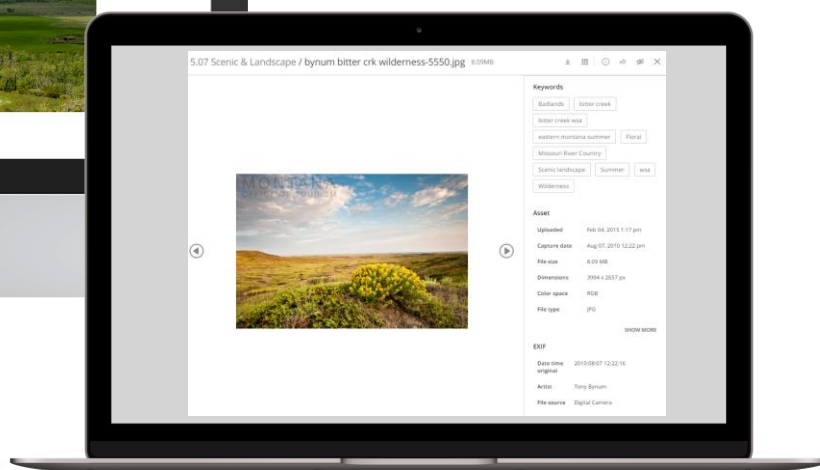 5.07 Scenic & Landscape / bynum bitter crk wilderness-5550.jpg 8.09MB
Keywords
Badlands bitter creek
bitter creek wsa
eastern montana summer Floral
Missouri River Country
Scenic landscape Summer wsa
Wilderness
MONTANA
Asset
Uploaded Feb 04, 2015 1:17 pm
Capture date Aug 07, 2010 12:22 pm
File size 8.09 MB
Dimensions 3994 x 2657 px
Color space RGB
File type JPG
SHOW MORE
EXIF
Date time original 2010:08:07 12:22:16
Artist Tony Bynum
File source Digital Camera